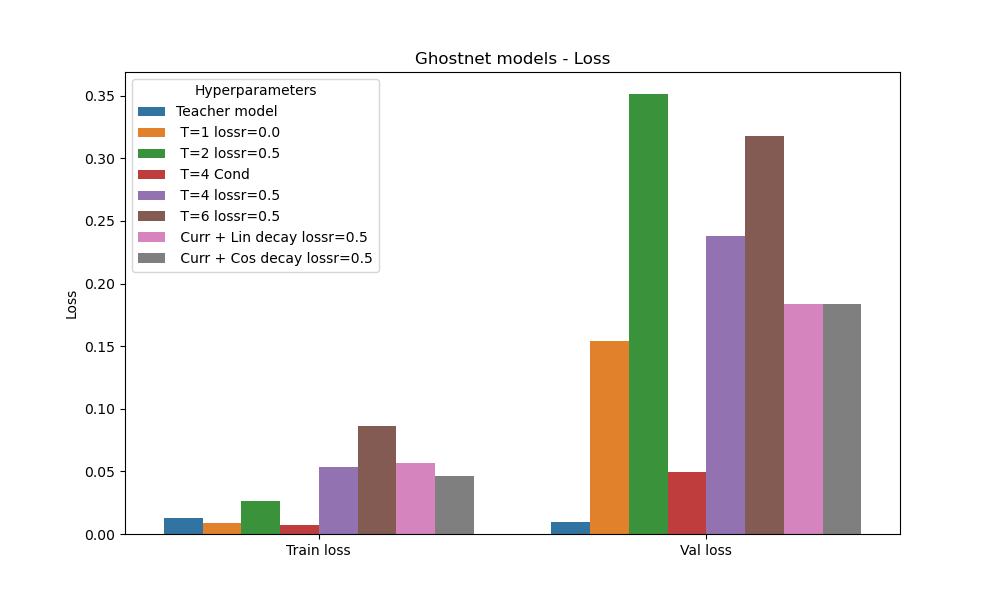 Ghostnet models - Loss
Hyperparameters
Teacher model
T=1 lossr=0.0
T=2 lossr=0.5
T=4 Cond
T=4 lossr=0.5
T=6 lossr=0.5
Curr + Lin decay lossr=0.5
Curr + Cos decay lossr=0.5
Loss
0.35
0.30
0.25
0.20
0.15
0.10
0.05
0.00
Train loss
Val loss